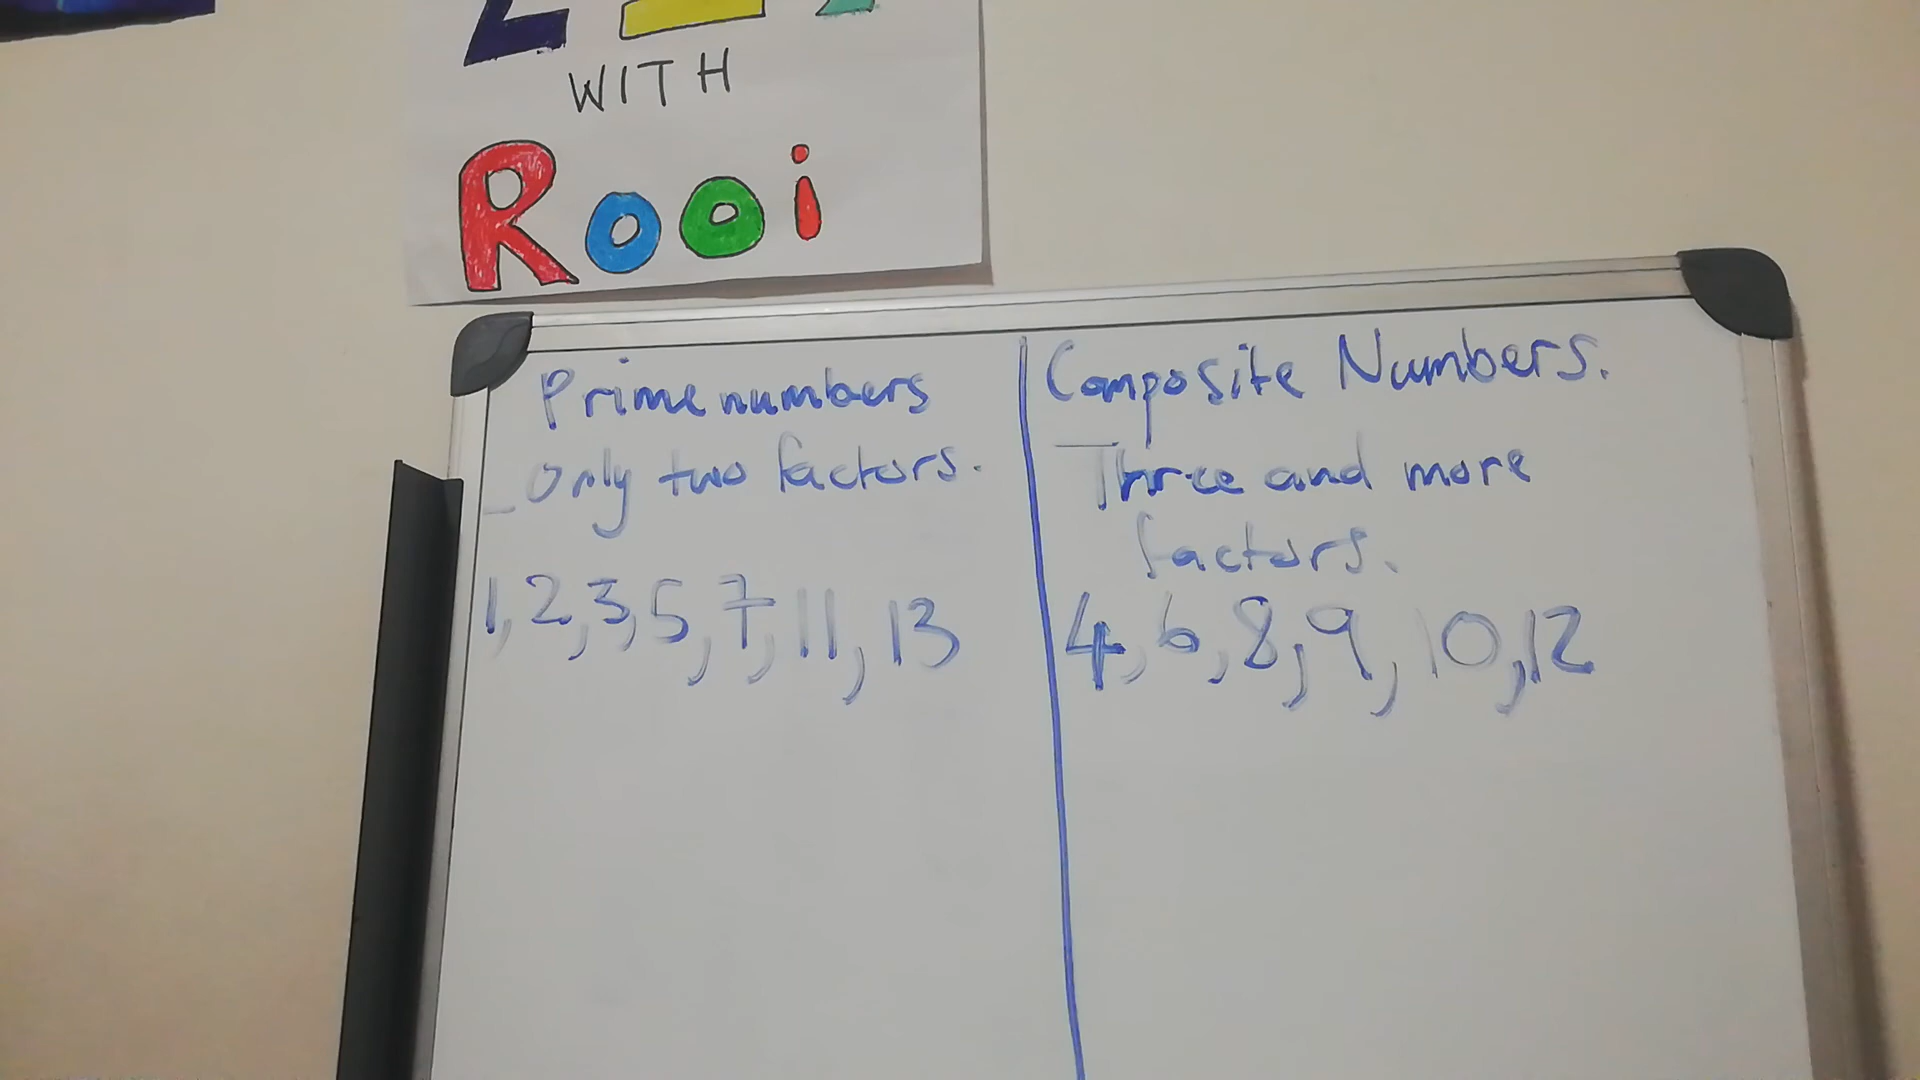 WITH
Rooi
Prime numbers
Only two factors.
1, 2, 3, 5, 7, 11, 13
Composite Numbers.
Three and more
factors.
4, 6, 8, 9, 10, 12